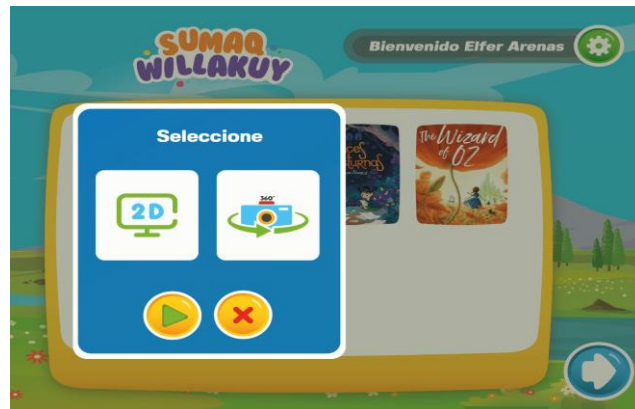 SUMAQ
WILLAKUY
Bienvenido Elfer Arenas
Seleccione
The Wizard
of OZ
2D
360°